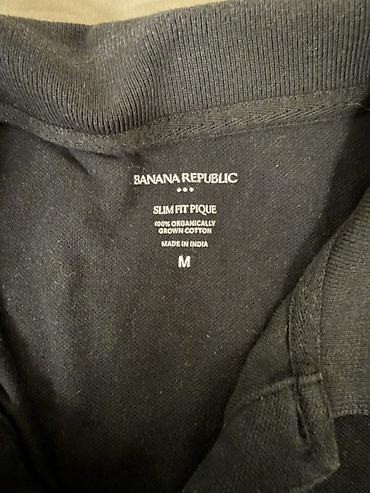 BANANA REPUBLIC
SLIM FIT PIQUE
100% ORGANICALLY
GROWN COTTON
MADE IN INDIA
M